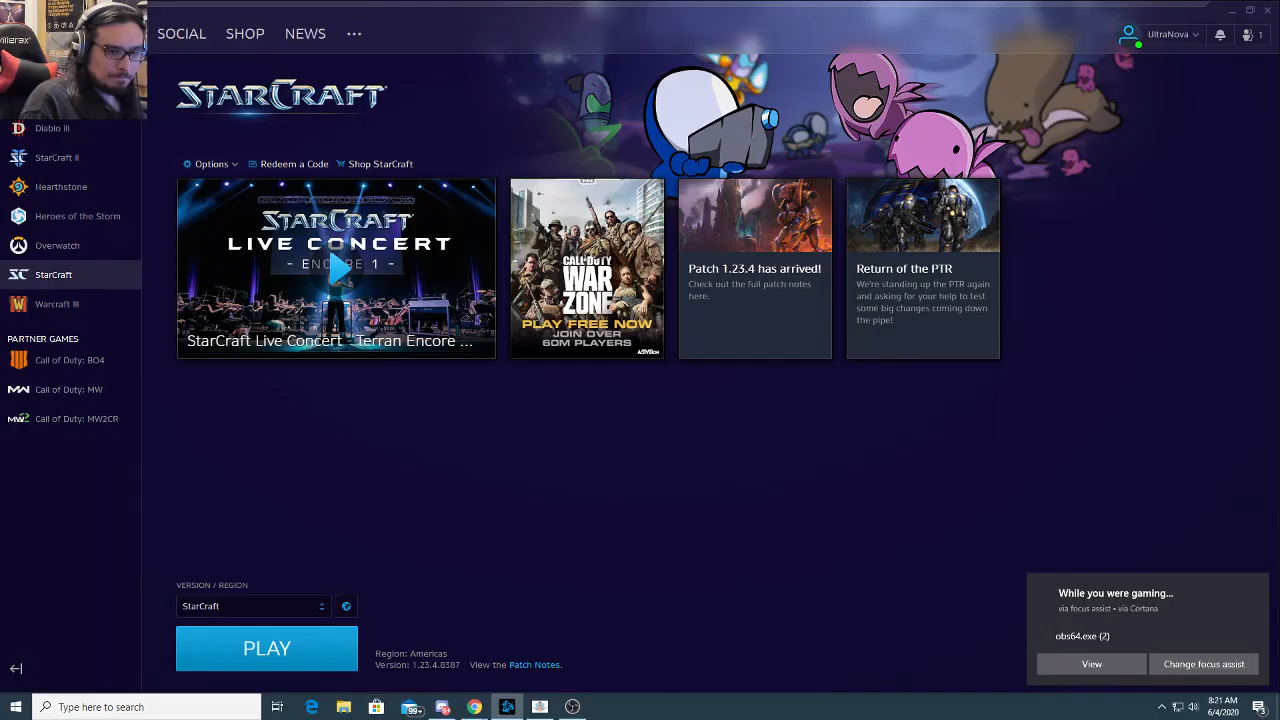 SOCIAL
SHOP
NEWS
UltraNova
1
STARCRAFT
Options
Redeem a Code
Shop StarCraft
Diablo III
StarCraft II
Hearthstone
Heroes of the Storm
Overwatch
StarCraft
Warcraft III
PARTNER GAMES
Call of Duty: BO4
Call of Duty: MW
Call of Duty: MW2CR
STARCRAFT
LIVE CONCERT
StarCraft Live Concert - Terran Encore ...
CALL OF DUTY
WAR
ZONE
PLAY FREE NOW
JOIN OVER
60M PLAYERS
ACTIVISION
Patch 1.23.4 has arrived!
Check out the full patch notes
here.
Return of the PTR
We're standing up the PTR again
and asking for your help to test
some big changes coming down
the pipe!
VERSION / REGION
StarCraft
PLAY
Region: Americas
Version: 1.23.4.8387
View the Patch Notes.
While you were gaming...
via focus assist • via Cortana
obs64.exe (2)
View
Change focus assist
Type here to search
99+
8:21 AM
6/4/2020